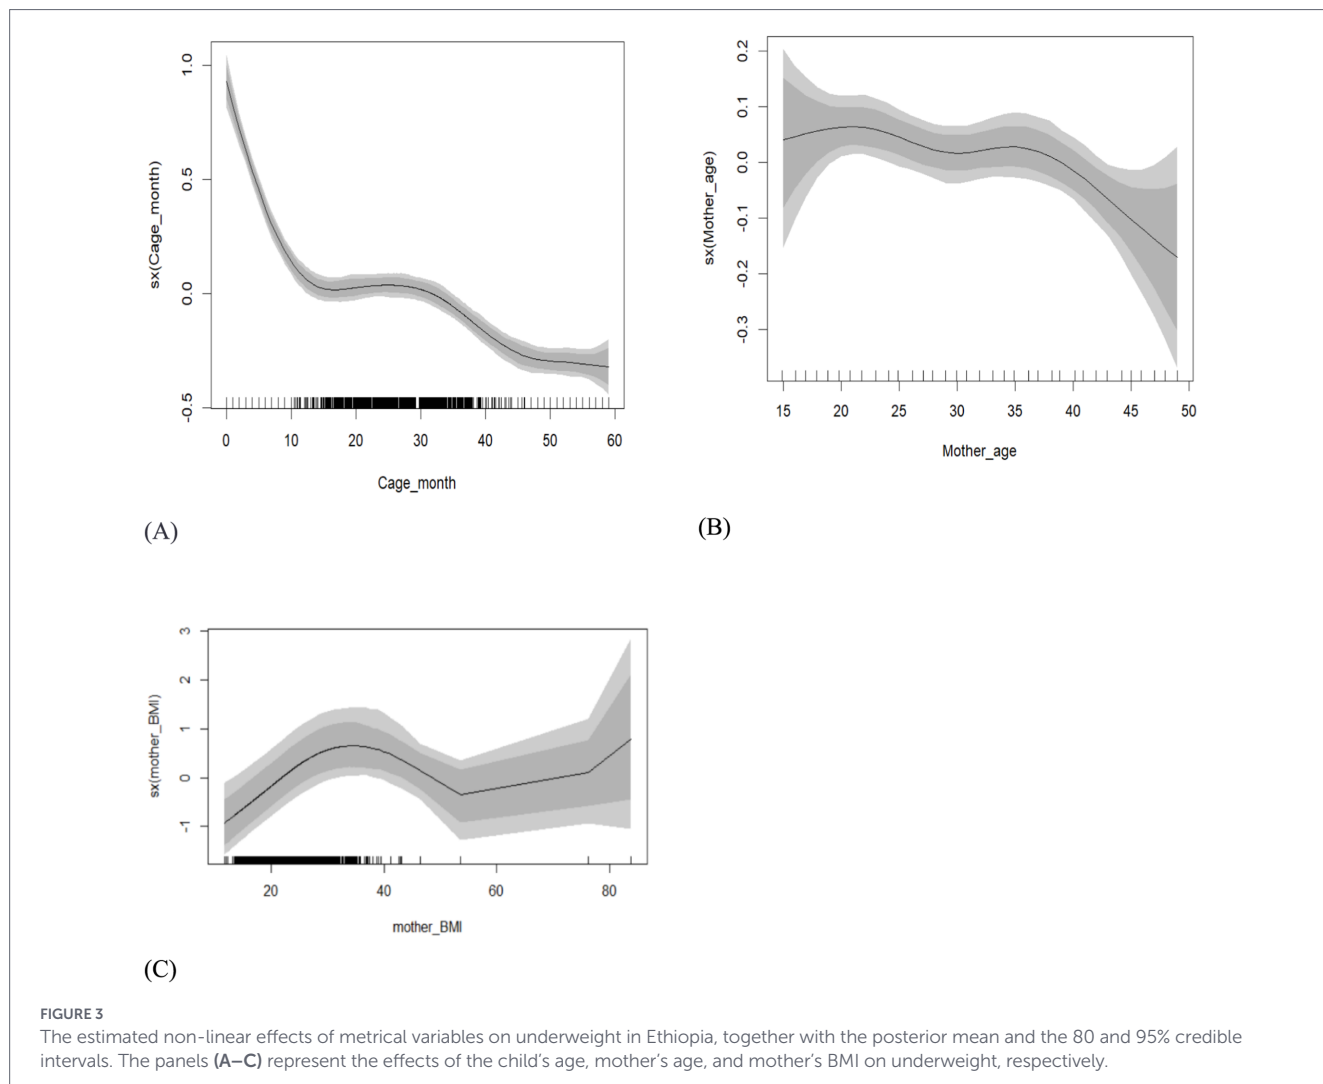 1.0
0.5
0.0
-0.5
sx(Cage_month)
0 10 20 30 40 50 60
Cage_month
(A)
0.2
0.1
0.0
-0.1
-0.2
-0.3
sx(Mother_age)
15 20 25 30 35 40 45 50
Mother_age
(B)
3
2
1
0
-1
sx(mother_BMI)
20 40 60 80
mother_BMI
(C)
FIGURE 3
The estimated non-linear effects of metrical variables on underweight in Ethiopia, together with the posterior mean and the 80 and 95% credible
intervals. The panels (A–C) represent the effects of the child's age, mother's age, and mother's BMI on underweight, respectively.